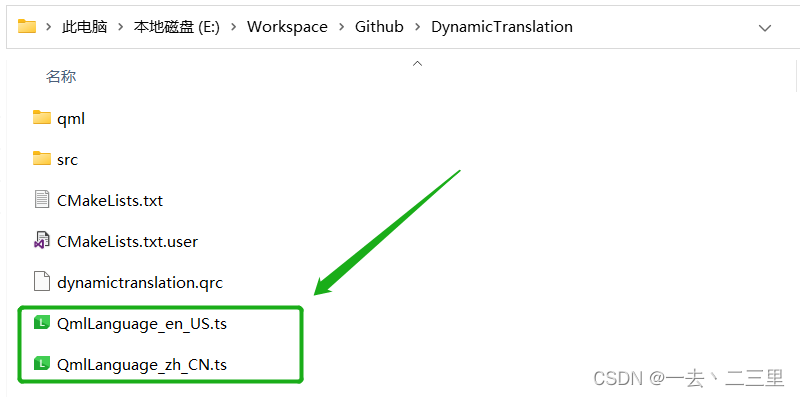 此电脑 > 本地磁盘 (E:) > Workspace > Github > DynamicTranslation
名称
qml
src
CMakeLists.txt
CMakeLists.txt.user
dynamictranslation.qrc
QmlLanguage_en_US.ts
QmlLanguage_zh_CN.ts
CSDN @一去丶二三里